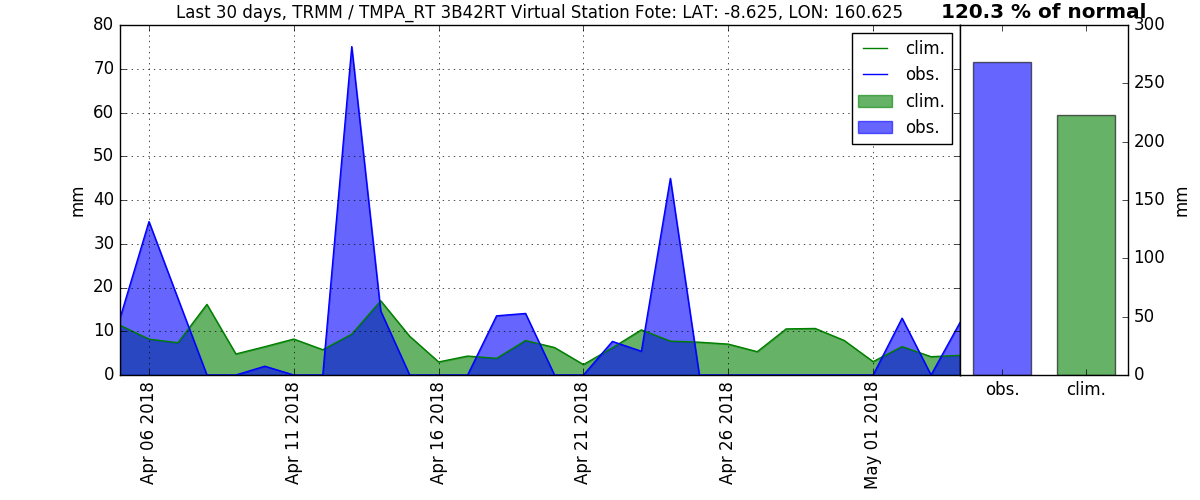 Last 30 days, TRMM / TMPA_RT 3B42RT Virtual Station Fote: LAT: -8.625, LON: 160.625
120.3 % of normal
80
70
60
50
40
30
20
10
0
mm
clim.
obs.
clim.
obs.
Apr 06 2018
Apr 11 2018
Apr 16 2018
Apr 21 2018
Apr 26 2018
May 01 2018
300
250
200
150
100
50
0
mm
obs.
clim.